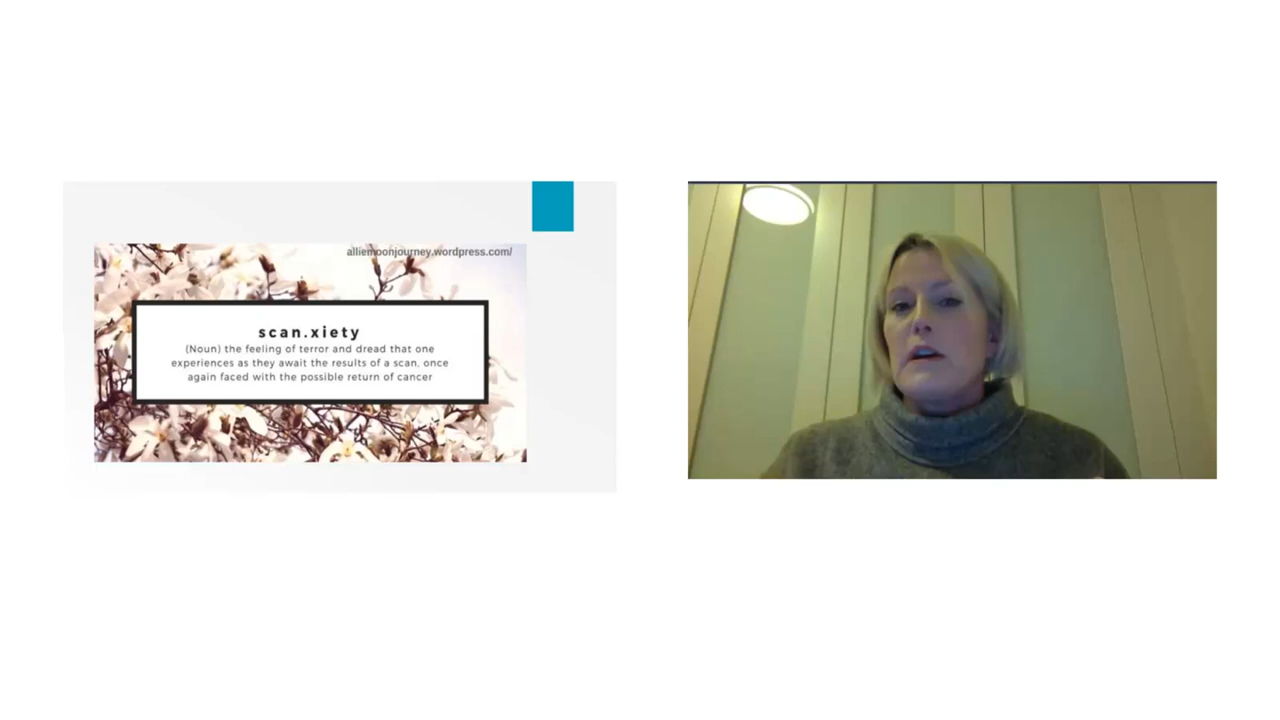 alliemoonjourney.wordpress.com/
scan.xiety
(Noun) the feeling of terror and dread that one
experiences as they await the results of a scan, once
again faced with the possible return of cancer